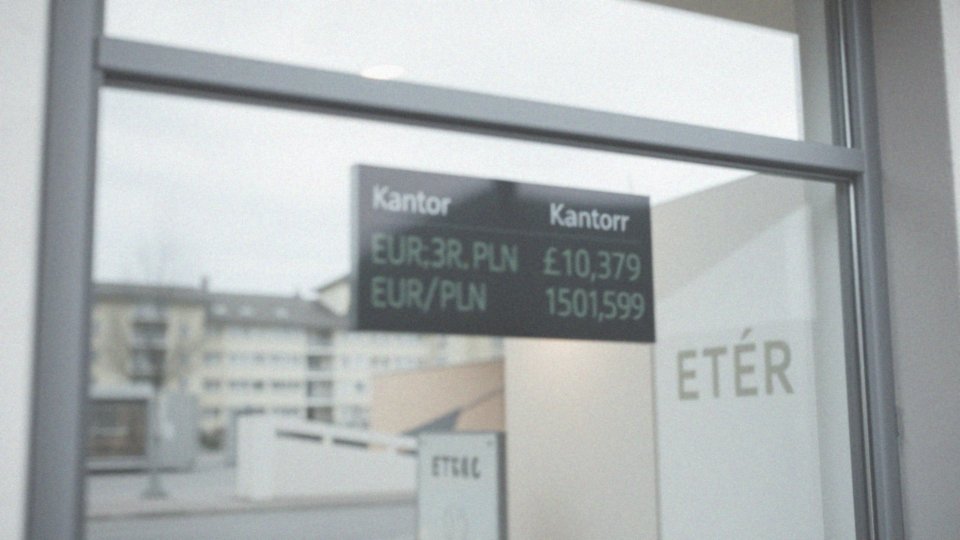 Kantor Kantorr
EUR:3R. PLN £10,379
EUR/PLN 1501,599
ETÉR